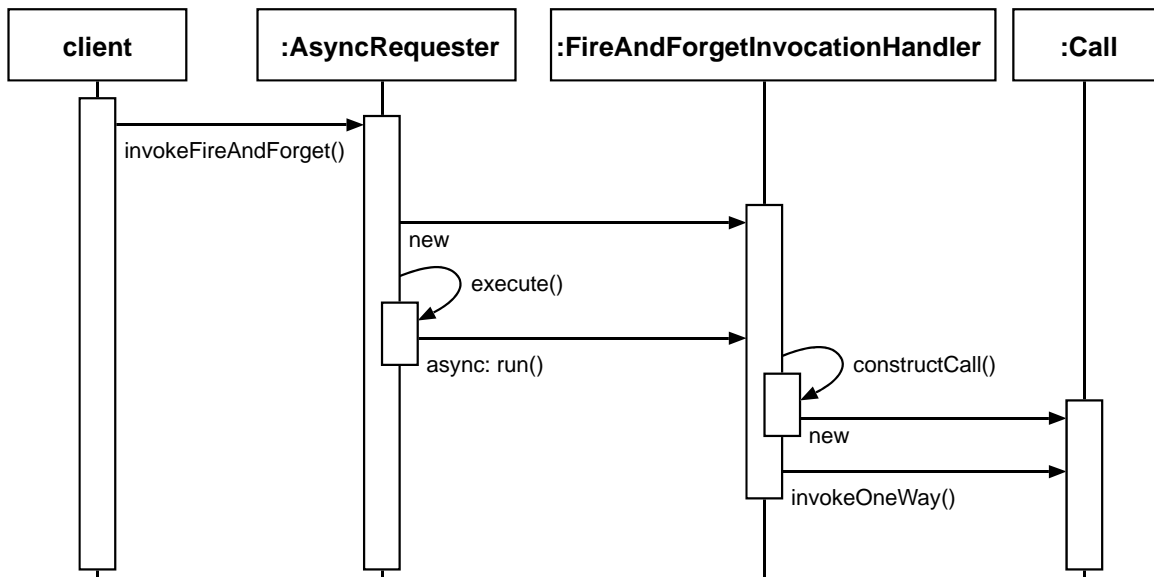 client
:AsyncRequester
:FireAndForgetInvocationHandler
:Call
invokeFireAndForget()
new
execute()
async: run()
constructCall()
new
invokeOneWay()